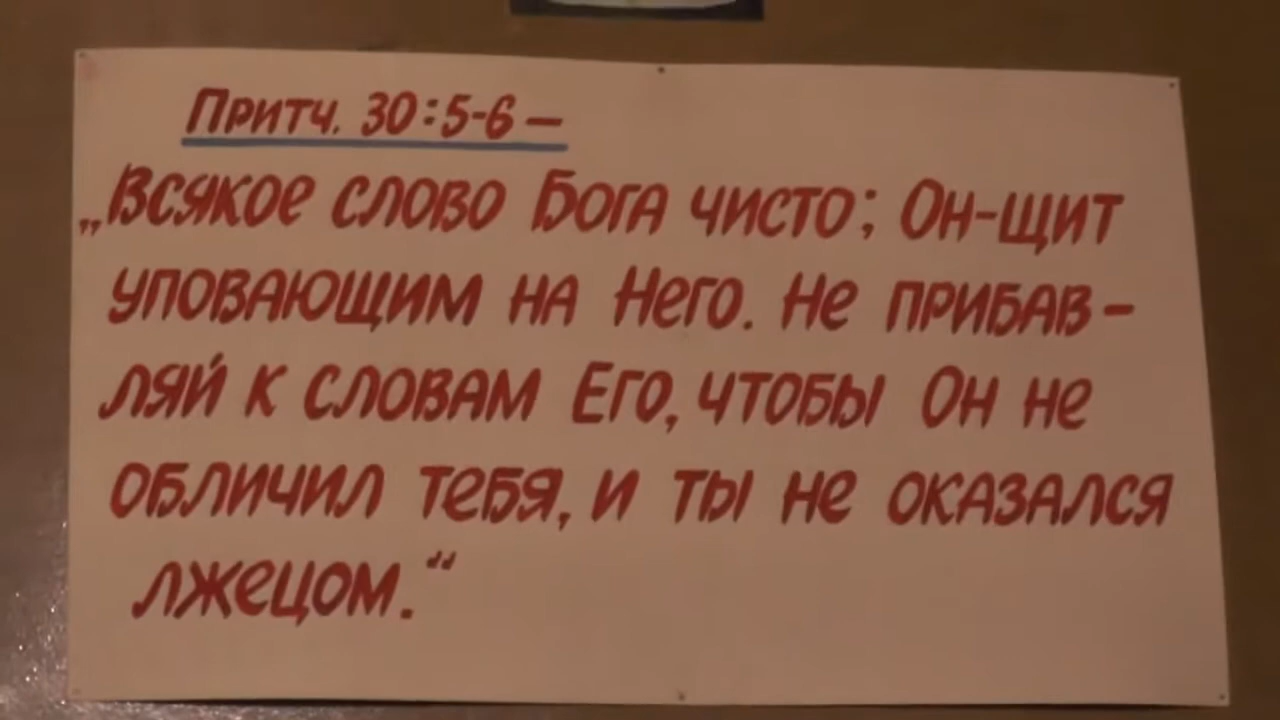 Притч. 30:5-6 —
„Всякое слово Бога чисто; Он-щит
уповающим на Него. Не прибав-
ляй к словам Его, чтобы Он не
обличил тебя, и ты не оказался
лжецом.“